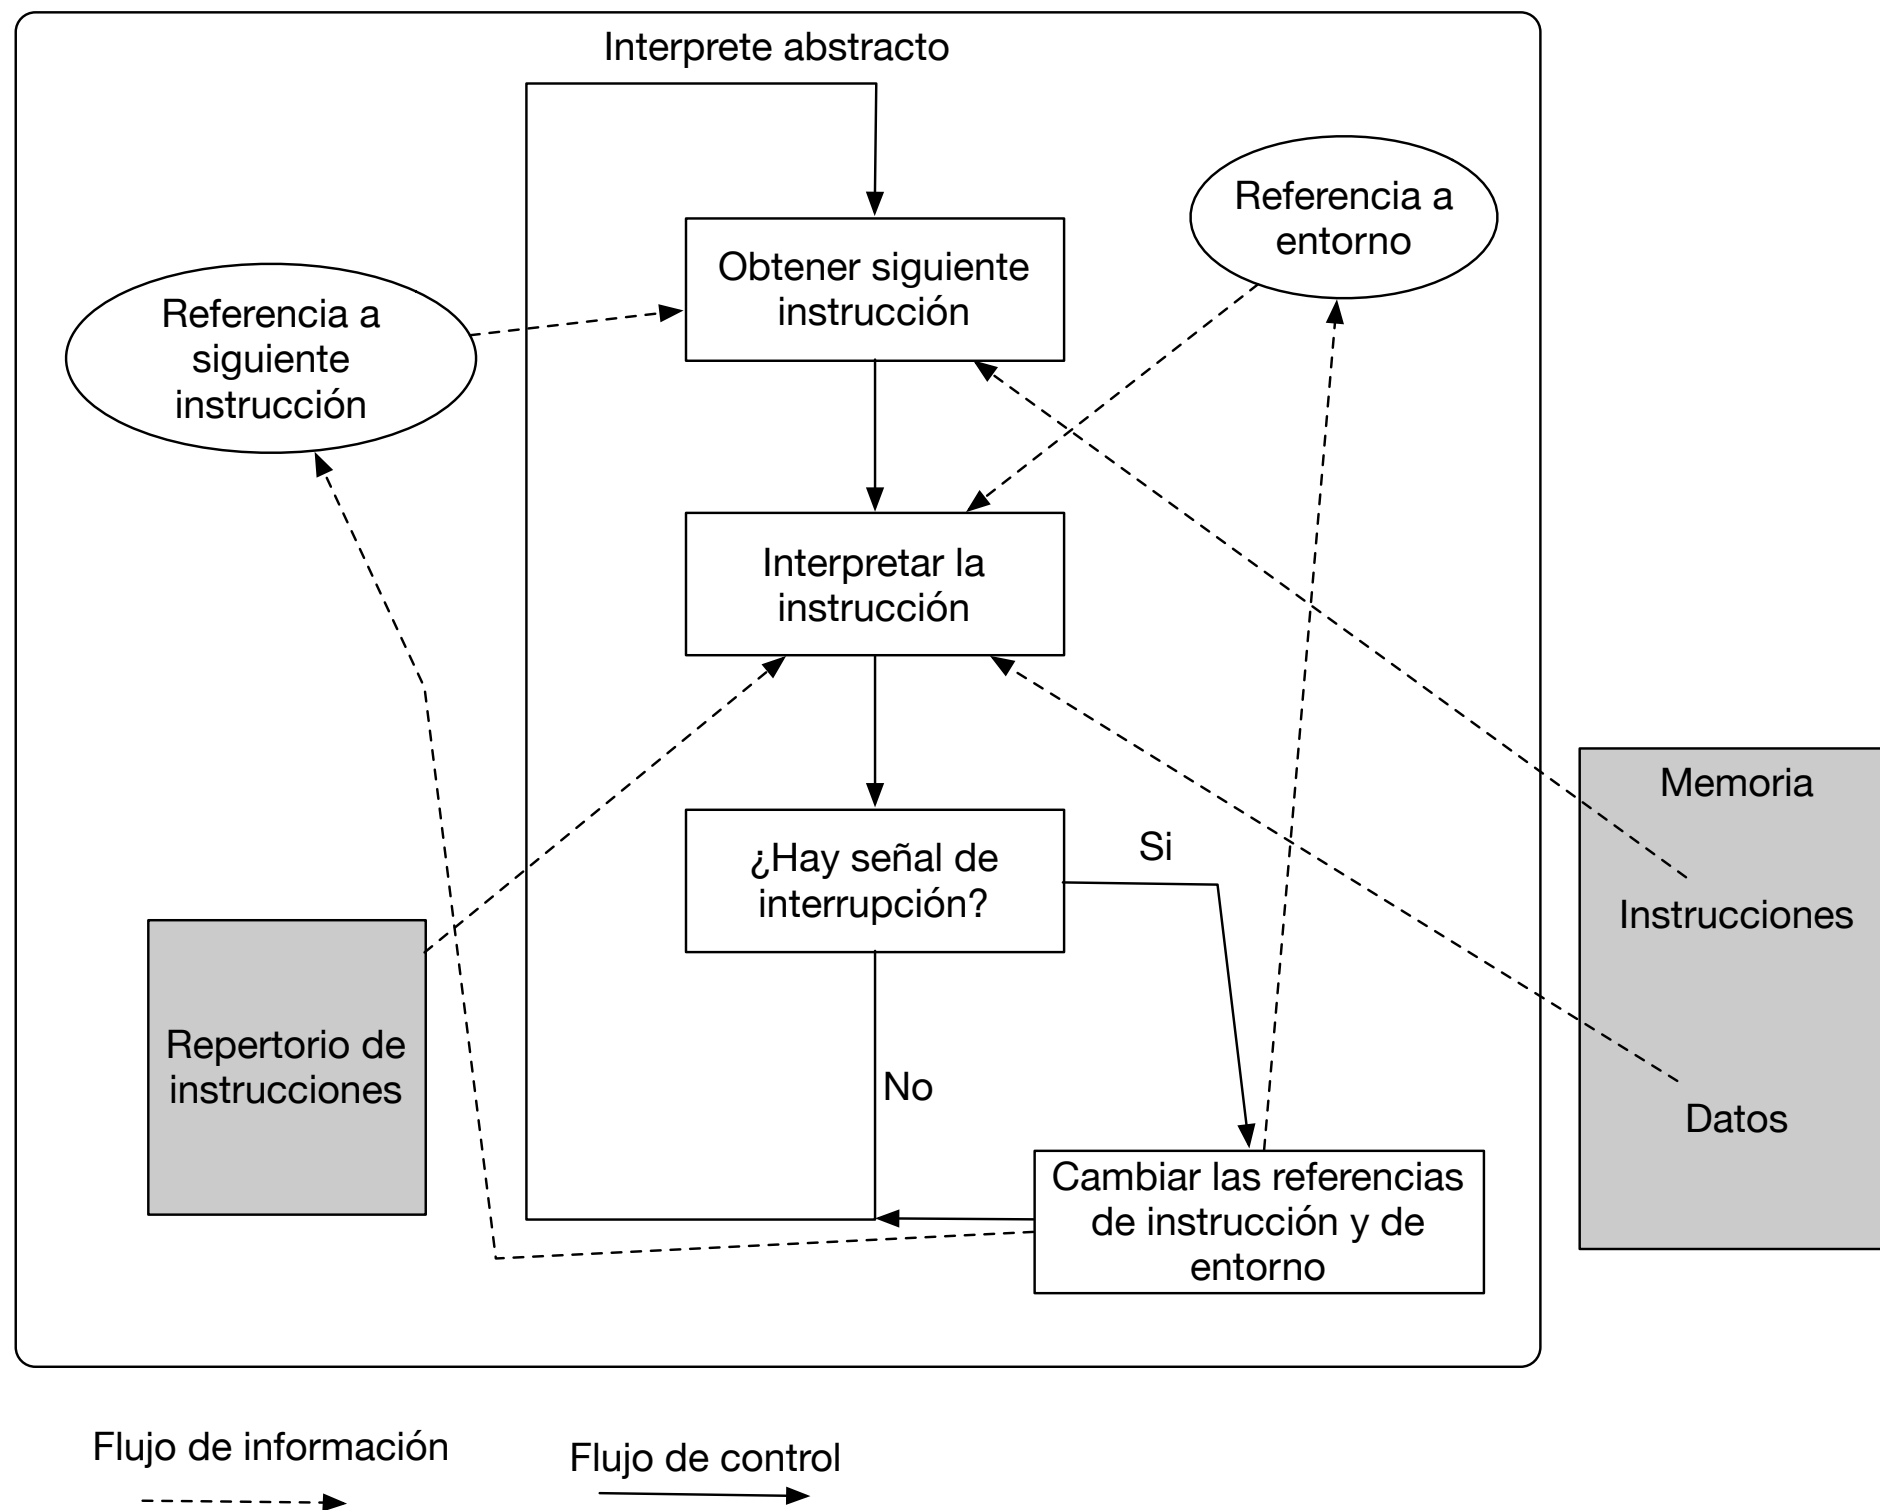 Interprete abstracto
Referencia a
entorno
Obtener siguiente
instrucción
Referencia a
siguiente
instrucción
Interpretar la
instrucción
Memoria
Instrucciones
Datos
¿Hay señal de
interrupción?
Si
No
Repertorio de
instrucciones
Cambiar las referencias
de instrucción y de
entorno
Flujo de información
Flujo de control